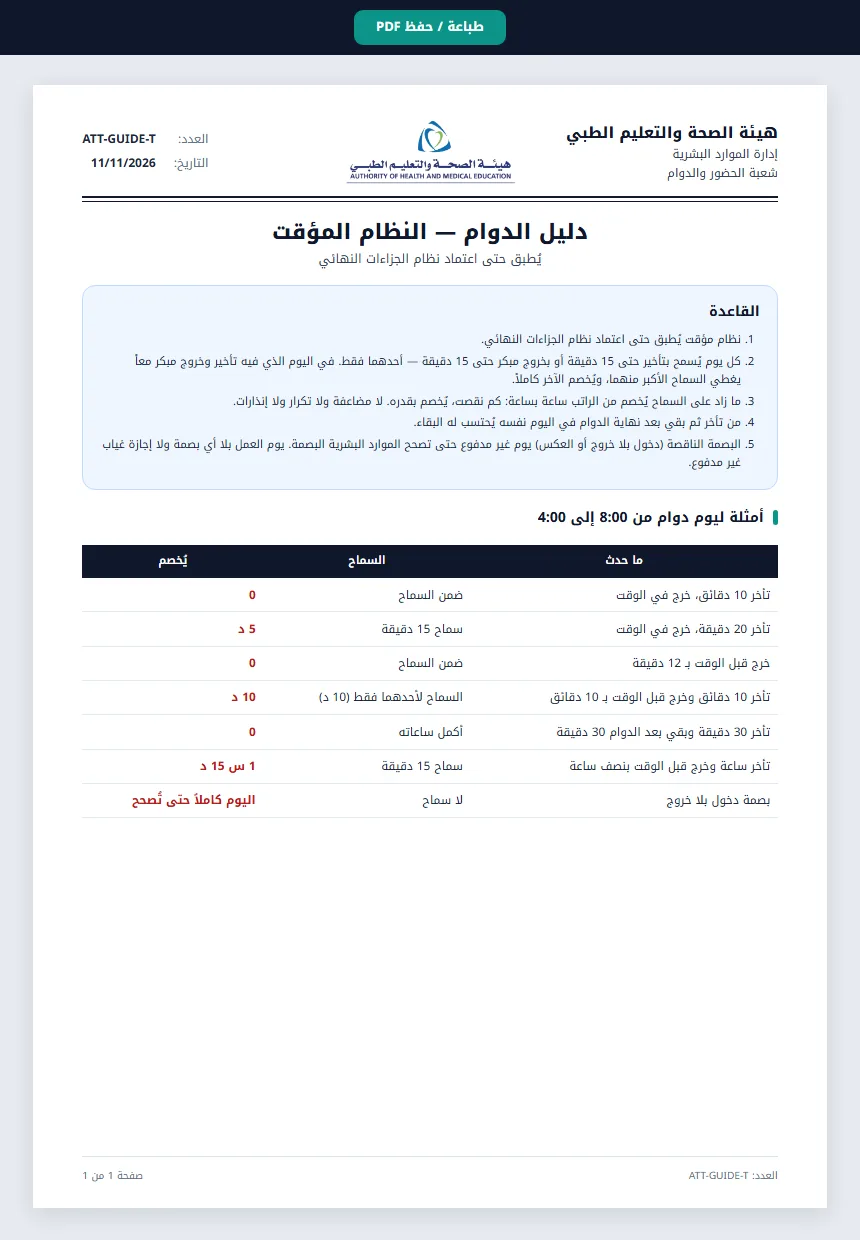 طباعة / حفظ PDF
هيئة الصحة والتعليم الطبي
إدارة الموارد البشرية
شعبة الحضور والدوام
هيئــة الصحــة والتعليــم الطبــي
AUTHORITY OF HEALTH AND MEDICAL EDUCATION
العدد: ATT-GUIDE-T
التاريخ: 11/11/2026
دليل الدوام — النظام المؤقت
يُطبق حتى اعتماد نظام الجزاءات النهائي
القاعدة
1. نظام مؤقت يُطبق حتى اعتماد نظام الجزاءات النهائي.
2. كل يوم يُسمح بتأخير حتى 15 دقيقة أو بخروج مبكر حتى 15 دقيقة — أحدهما فقط. في اليوم الذي فيه تأخير وخروج مبكر معاً
يغطي السماح الأكبر منهما، ويُخصم الآخر كاملاً.
3. ما زاد على السماح يُخصم من الراتب ساعة بساعة: كم نقصت، يُخصم بقدره. لا مضاعفة ولا تكرار ولا إنذارات.
4. من تأخر ثم بقي بعد نهاية الدوام في اليوم نفسه يُحتسب له البقاء.
5. البصمة الناقصة (دخول بلا خروج أو العكس) يوم غير مدفوع حتى تصحح الموارد البشرية البصمة. يوم العمل بلا أي بصمة ولا إجازة غياب
غير مدفوع.
أمثلة ليوم دوام من 8:00 إلى 4:00
ما حدث السماح يُخصم
تأخر 10 دقائق، خرج في الوقت ضمن السماح 0
تأخر 20 دقيقة، خرج في الوقت سماح 15 دقيقة 5 د
خرج قبل الوقت بـ 12 دقيقة ضمن السماح 0
تأخر 10 دقائق وخرج قبل الوقت بـ 10 دقائق السماح لأحدهما فقط (10 د) 10 د
تأخر 30 دقيقة وبقي بعد الدوام 30 دقيقة أكمل ساعاته 0
تأخر ساعة وخرج قبل الوقت بنصف ساعة سماح 15 دقيقة 1 س 15 د
بصمة دخول بلا خروج لا سماح اليوم كاملاً حتى تُصحح
العدد: ATT-GUIDE-T
صفحة 1 من 1